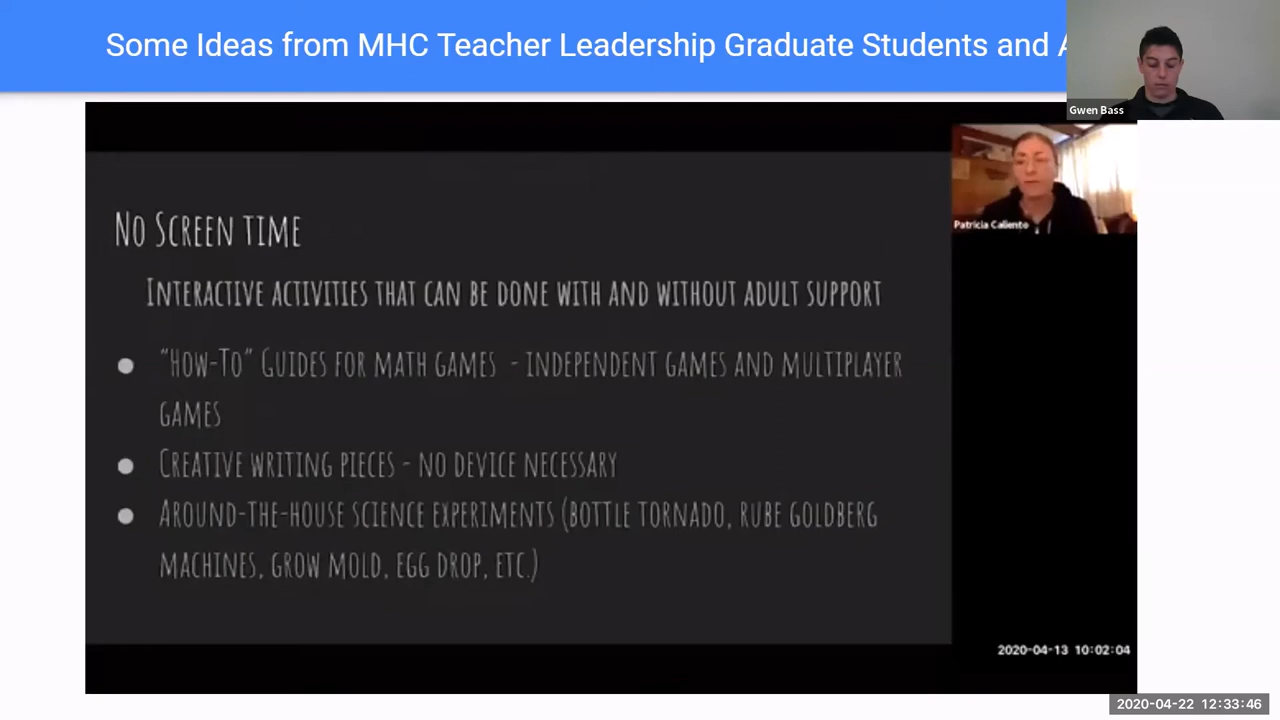 Some Ideas from MHC Teacher Leadership Graduate Students and A
Gwen Bass
Patricia Caliento
No Screen time
Interactive activities that can be done with and without adult support
● “How-To” Guides for math games - independent games and multiplayer
games
● Creative writing pieces - no device necessary
● Around-the-house science experiments (bottle tornado, rube goldberg
machines, grow mold, egg drop, etc.)
2020-04-13 10:02:04
2020-04-22 12:33:46